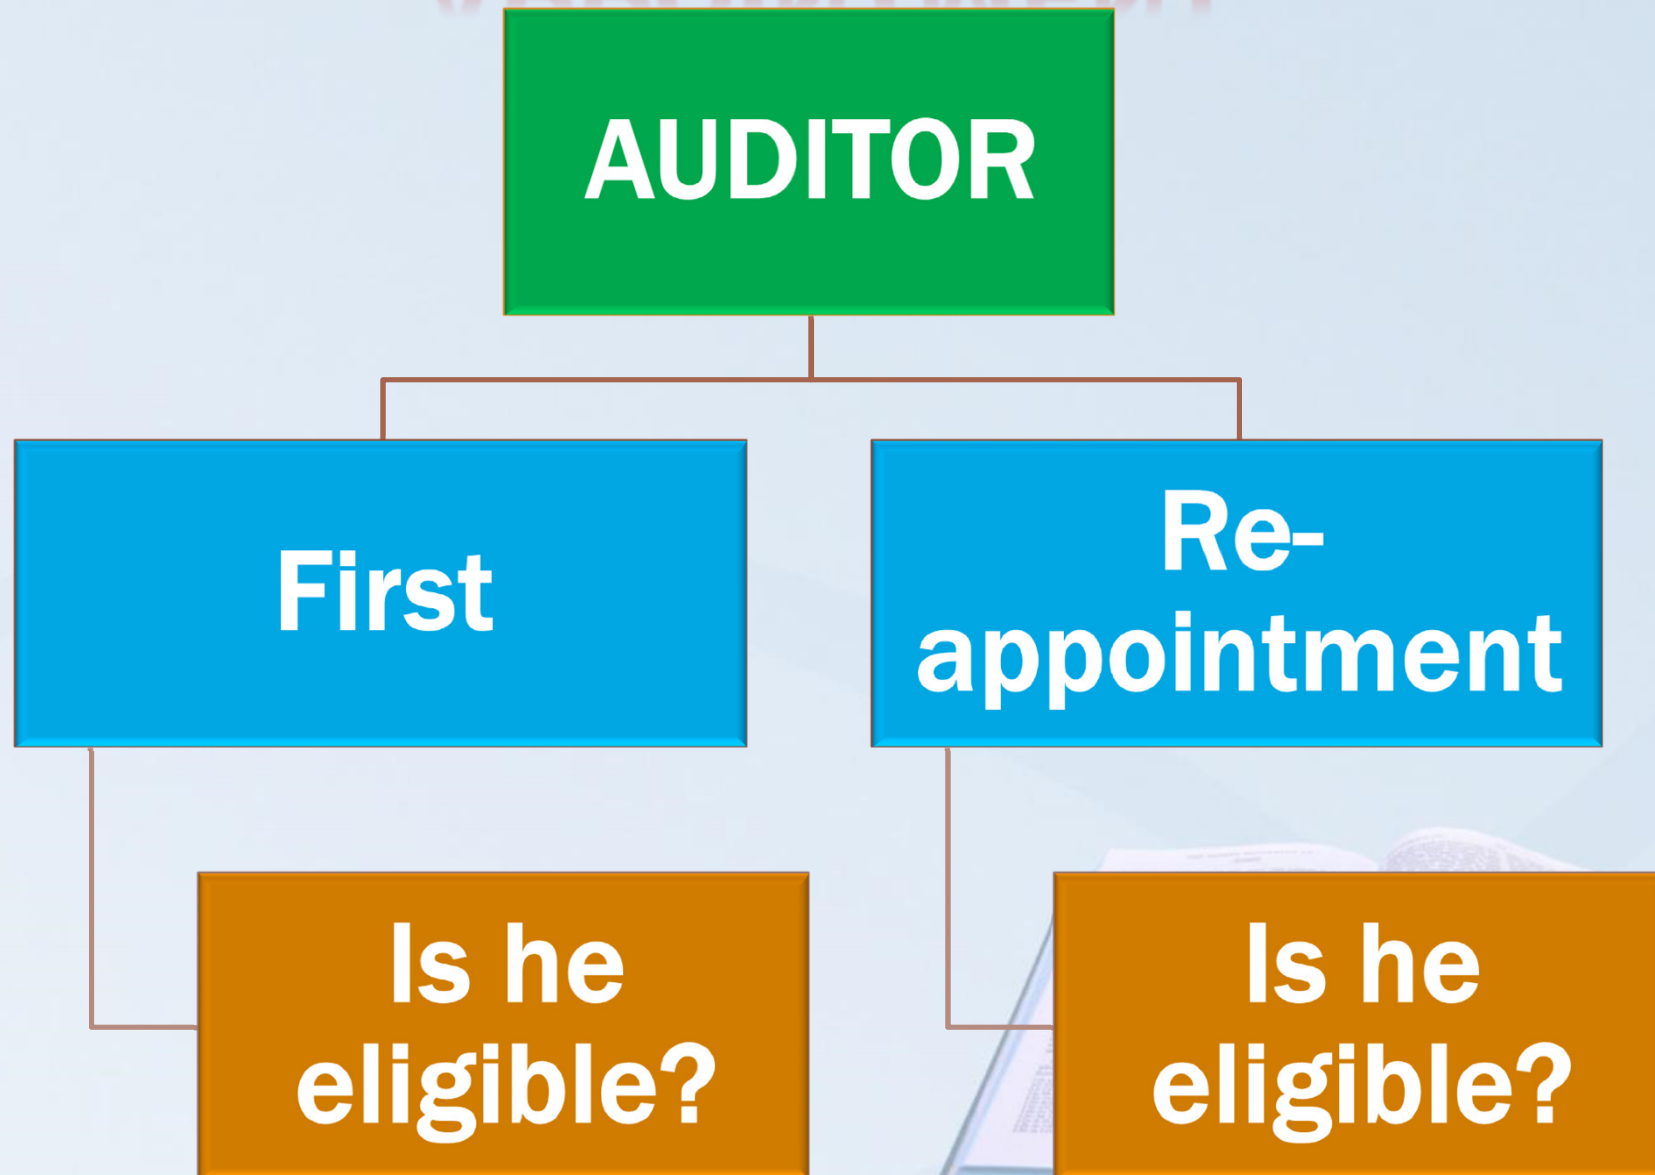 AUDITOR
First
Re-
appointment
Is he
eligible?
Is he
eligible?